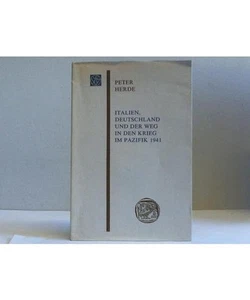 PETER
HERDE
ITALIEN,
DEUTSCHLAND
UND DER WEG
IN DEN KRIEG
IM PAZIFIK 1941